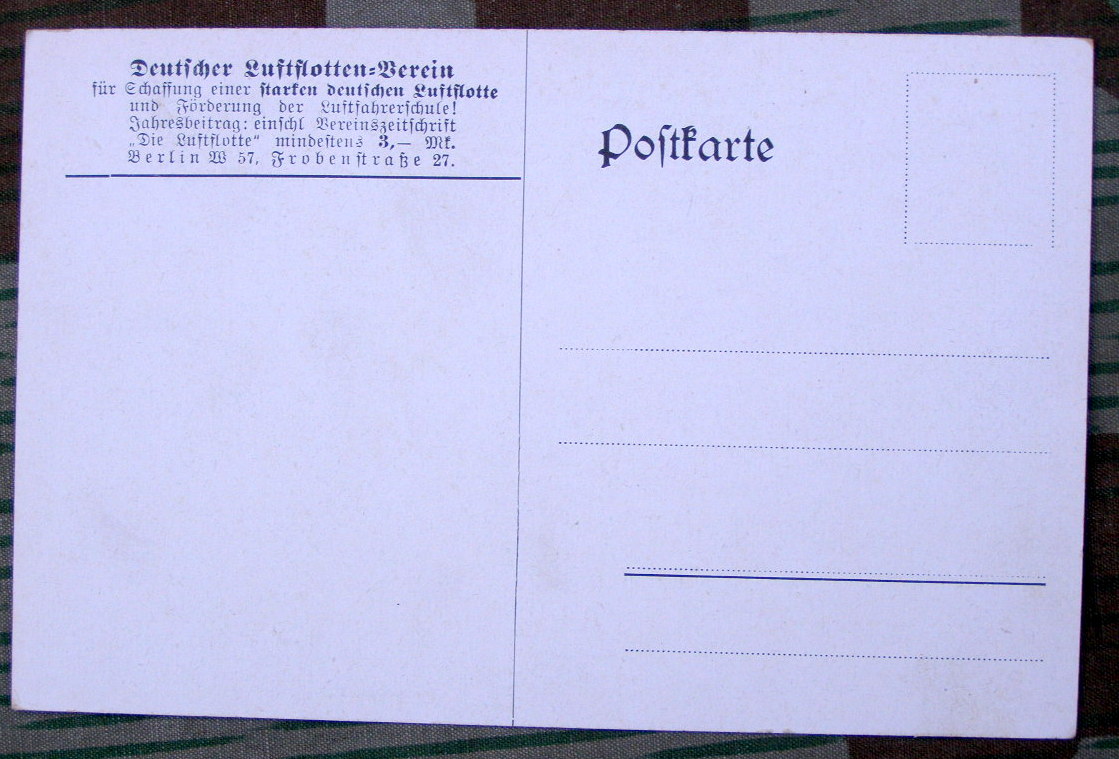 Deutſcher Luftflotten-Verein
für Schaffung einer ſtarken deutſchen Luftflotte
und Förderung der Luftfahrerſchule!
Jahresbeitrag: einſchl Vereinszeitſchrift
„Die Luftflotte“ mindeſtens 3,— Mk.
Berlin W 57, Frobenſtraße 27.
Poſtkarte